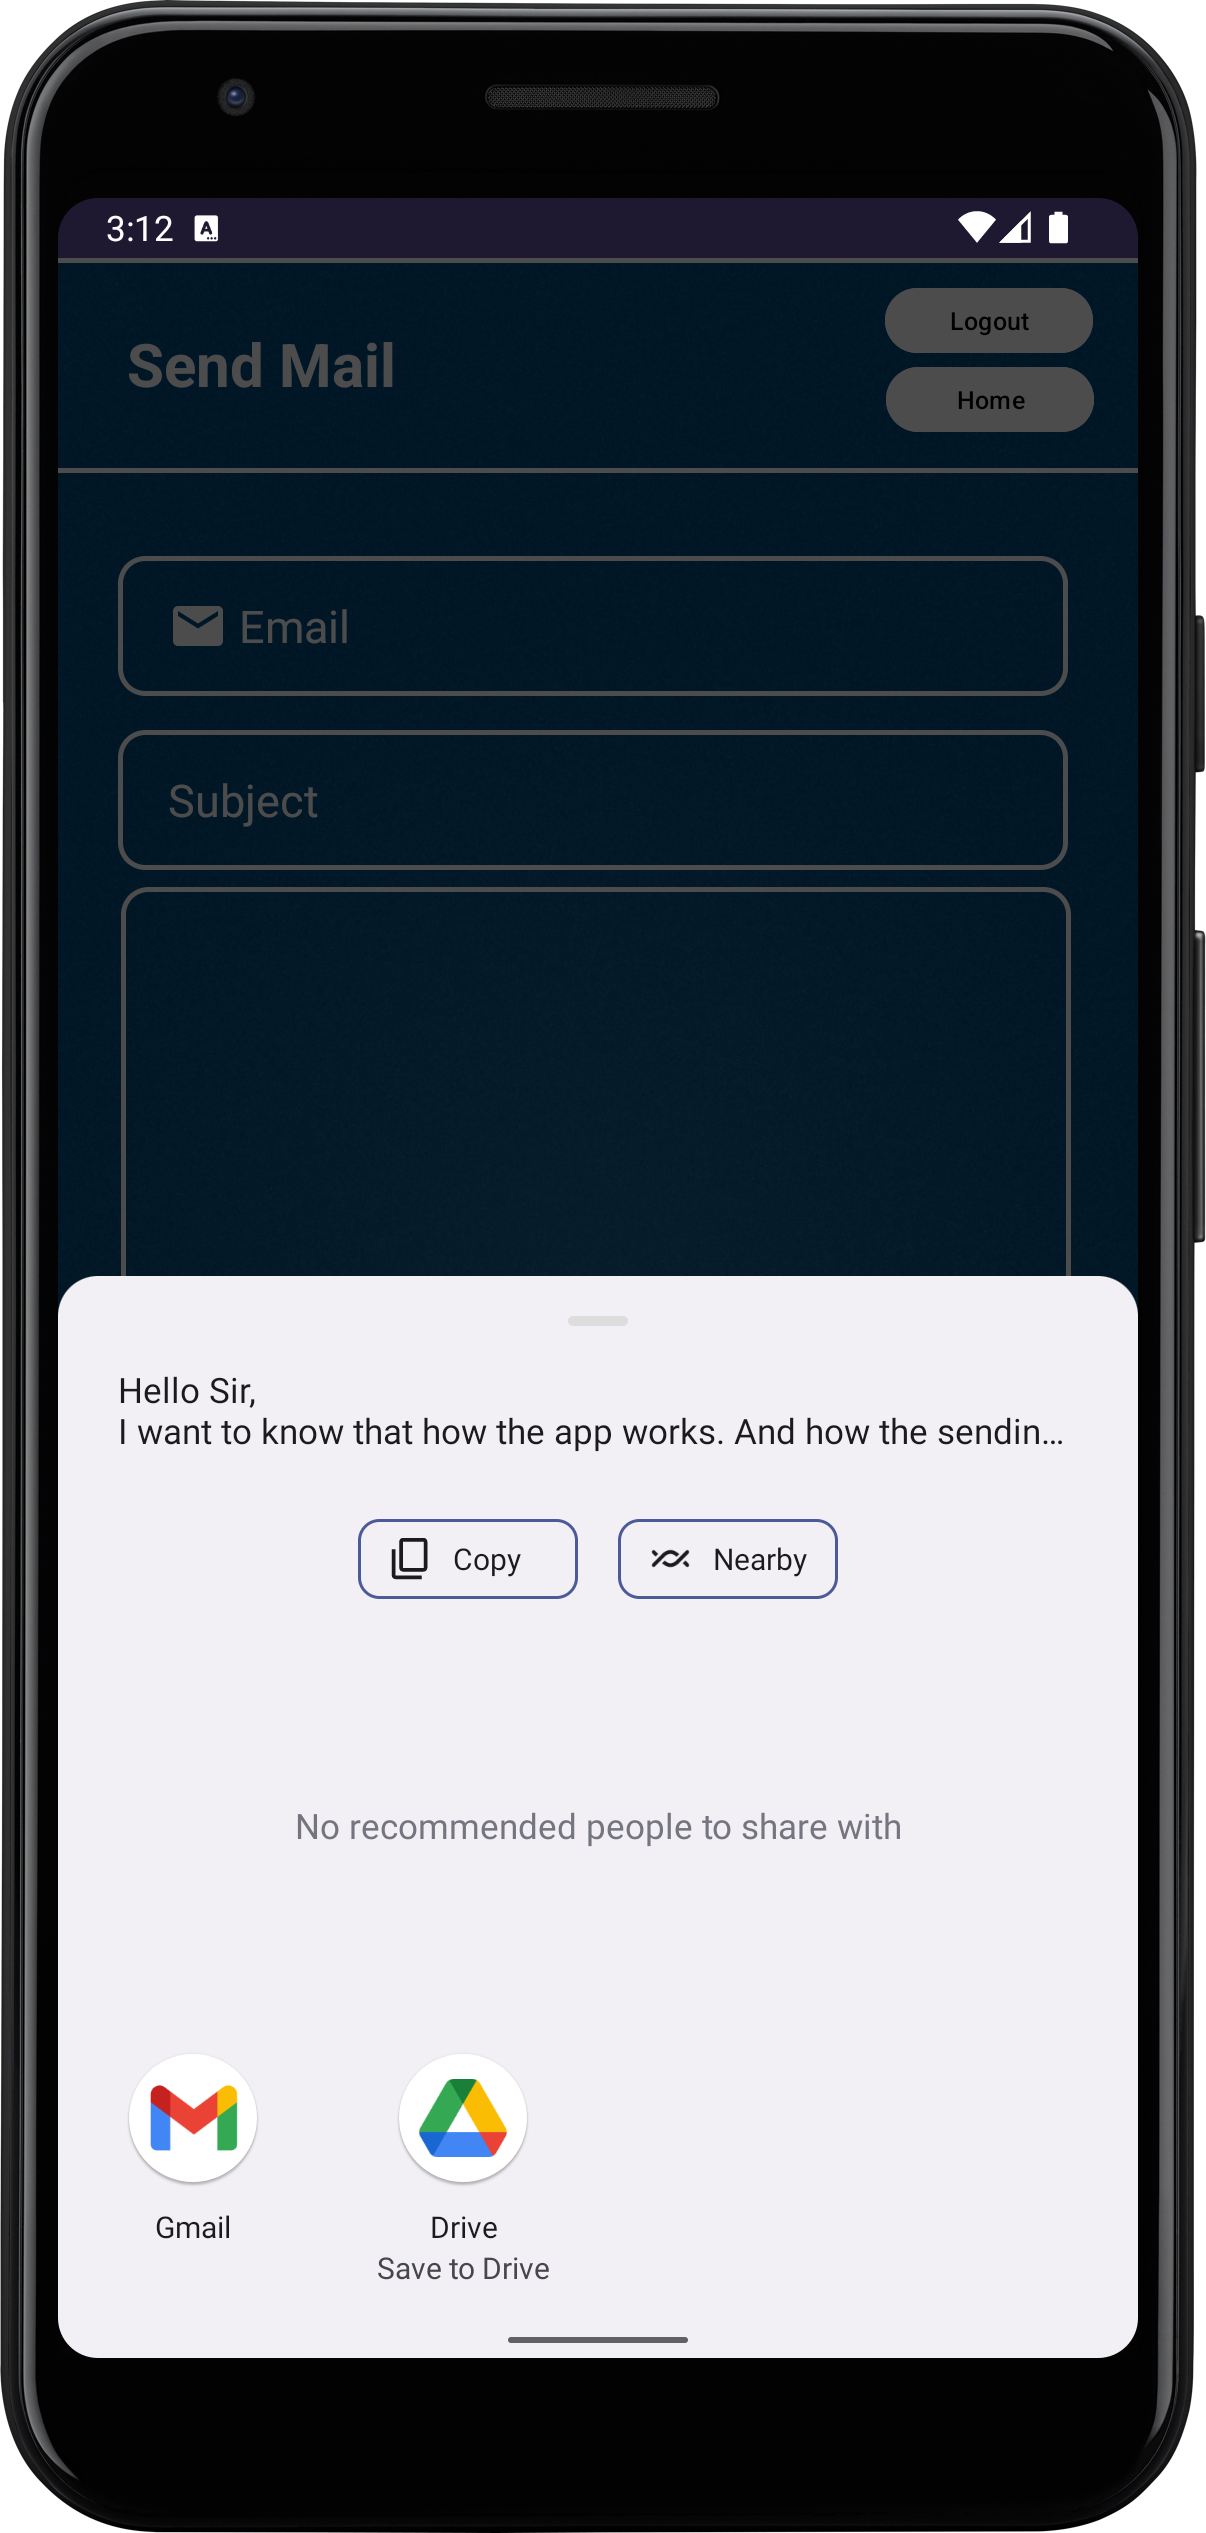 3:12
Send Mail
Logout
Home
Email
Subject
Hello Sir,
I want to know that how the app works. And how the sendin...
Copy
Nearby
No recommended people to share with
Gmail
Drive
Save to Drive